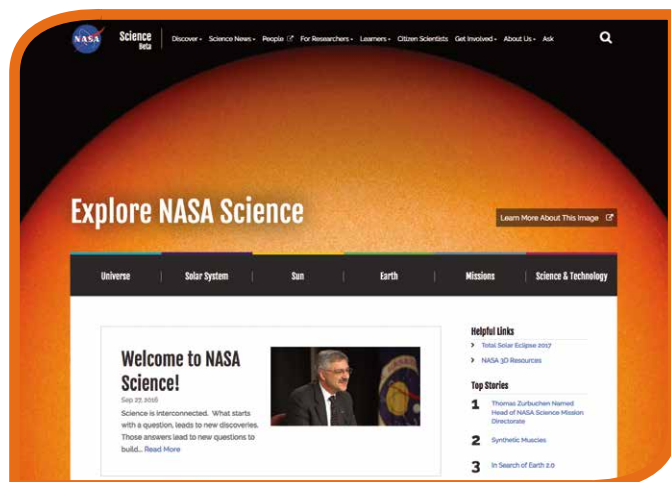 NASA
Science
Beta
Discover Science News People For Researchers Learners Citizen Scientists Get Involved About Us Ask
Explore NASA Science
Learn More About This Image
Universe | Solar System | Sun | Earth | Missions | Science & Technology
Welcome to NASA
Science!
Sep 27, 2016
Science is interconnected. What starts
with a question, leads to new discoveries.
Those answers lead to new questions to
build... Read More
Helpful Links
Total Solar Eclipse 2017
NASA 3D Resources
Top Stories
1 Thomas Zurbuchen Named
Head of NASA Science Mission
Directorate
2 Synthetic Muscles
3 In Search of Earth 2.0